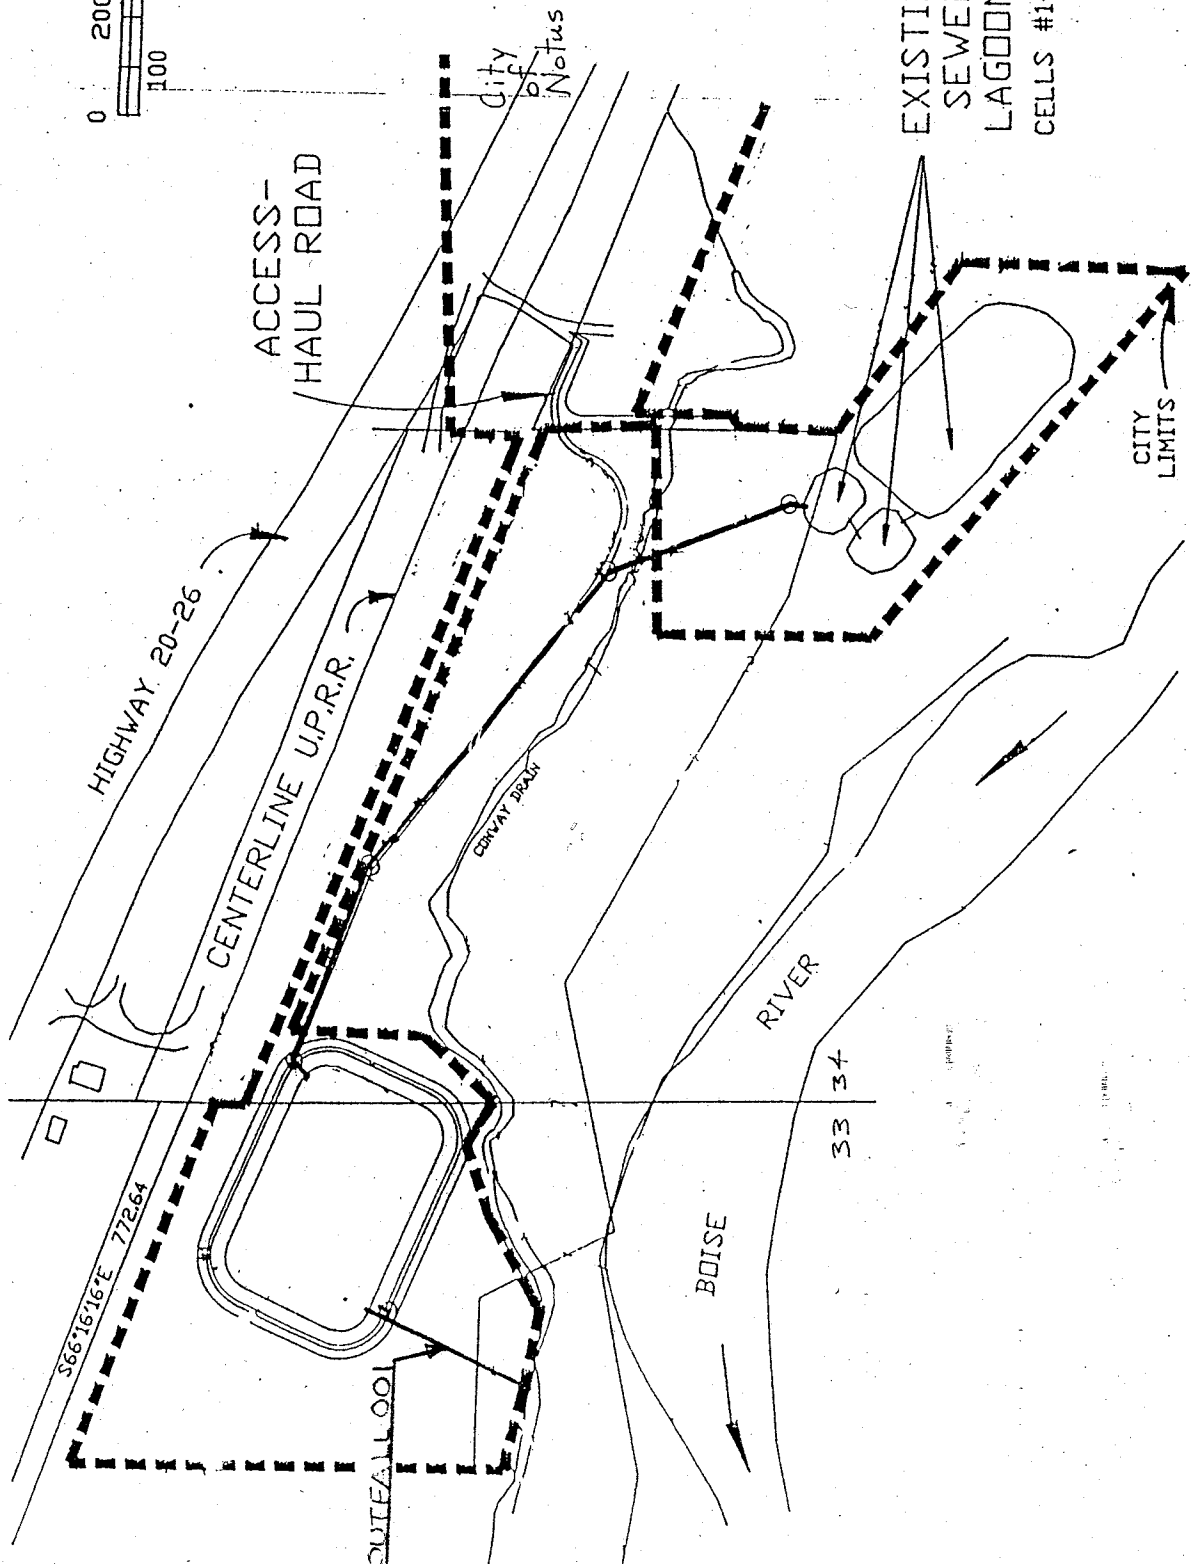 0
200
100
City
of
Notus
EXISTI
SEWE
LAGOON
CELLS #1
ACCESS-
HAUL ROAD
HIGHWAY 20-26
CENTERLINE U.P.R.R.
CONWAY DRAIN
CITY
LIMITS
RIVER
33 34
BOISE
S66°16'16"E 772.64
OUTFALL 001